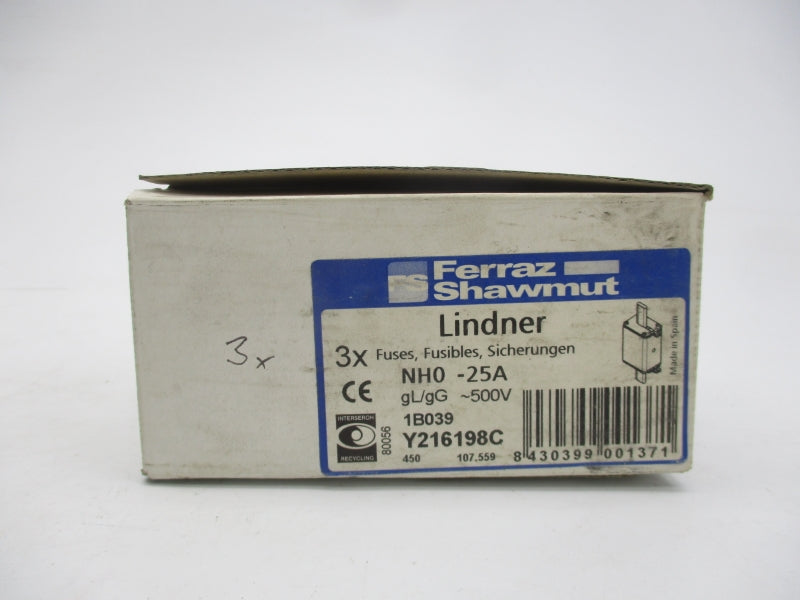 3x
FS Ferraz
Shawmut
Lindner
3x Fuses, Fusibles, Sicherungen
NH0 -25A
CE gL/gG ~500V
Made in Spain
INTERSEROH
RECYCLING
80056
1B039
Y216198C
450 107,559
8 430399 001371